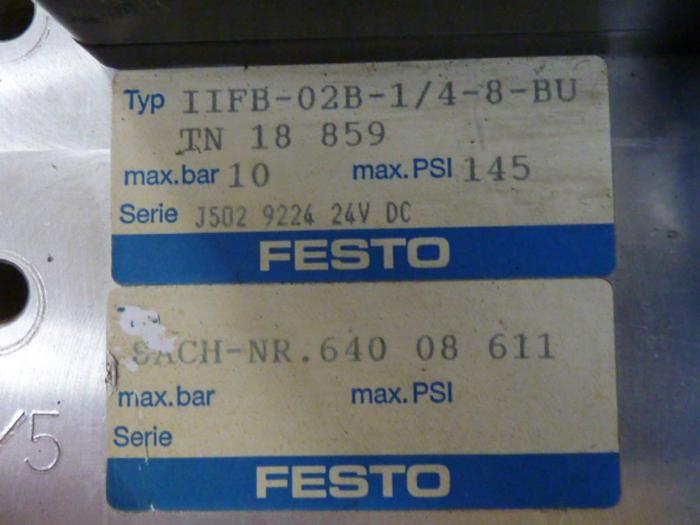 Typ IIFB-02B-1/4-8-BU
TN 18 859
max.bar 10 max.PSI 145
Serie J502 9224 24V DC
FESTO
SACH-NR.640 08 611
max.bar max.PSI
Serie
FESTO
/5